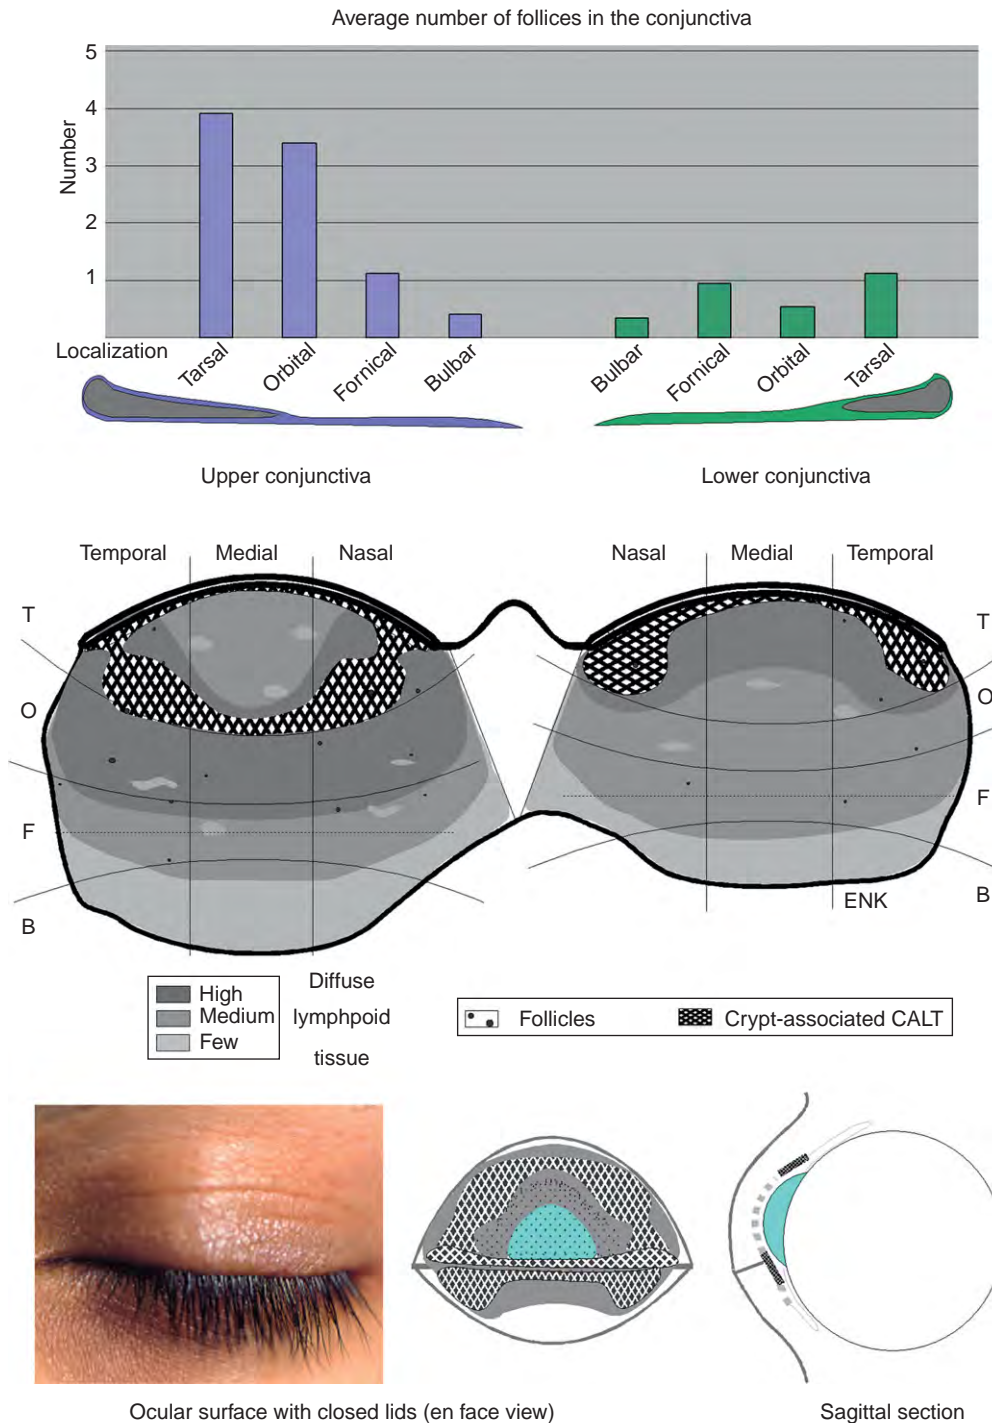 Average number of follices in the conjunctiva
Number
5
4
3
2
1
Localization
Tarsal
Orbital
Fornical
Bulbar
Bulbar
Fornical
Orbital
Tarsal
Upper conjunctiva
Lower conjunctiva
Temporal Medial Nasal
Nasal Medial Temporal
T
O
F
B
T
O
F
B
ENK
High
Medium
Few
Diffuse
lymphpoid
tissue
Follicles
Crypt-associated CALT
Ocular surface with closed lids (en face view)
Sagittal section